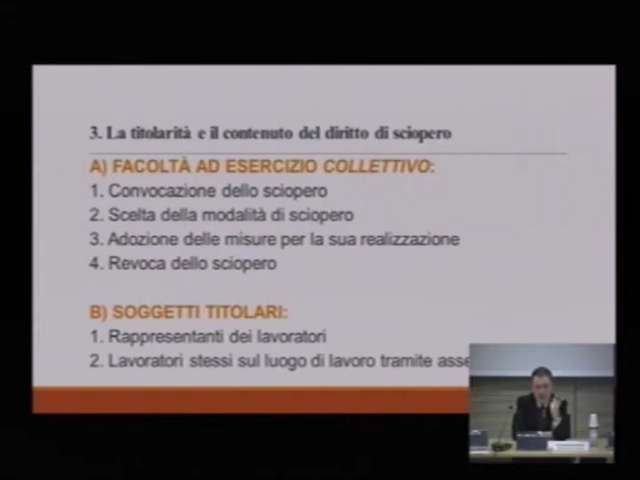 3. La titolarità e il contenuto del diritto di sciopero
A) FACOLTÀ AD ESERCIZIO COLLETTIVO:
1. Convocazione dello sciopero
2. Scelta della modalità di sciopero
3. Adozione delle misure per la sua realizzazione
4. Revoca dello sciopero
B) SOGGETTI TITOLARI:
1. Rappresentanti dei lavoratori
2. Lavoratori stessi sul luogo di lavoro tramite